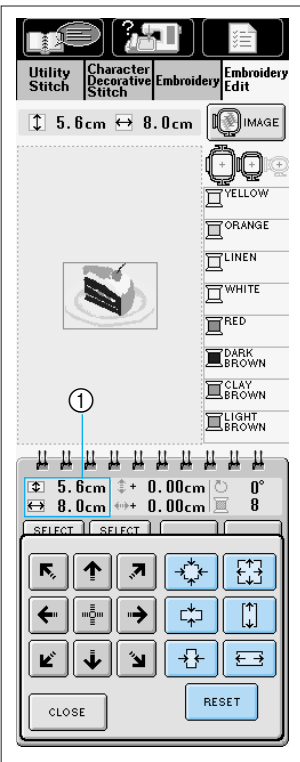 Utility
Stitch
Character
Decorative
Stitch
Embroidery
Embroidery
Edit
5.6cm 8.0cm
IMAGE
YELLOW
ORANGE
LINEN
WHITE
RED
DARK
BROWN
CLAY
BROWN
LIGHT
BROWN
1
5.6cm + 0.00cm 0°
8.0cm + 0.00cm 8
SELECT SELECT
CLOSE
RESET